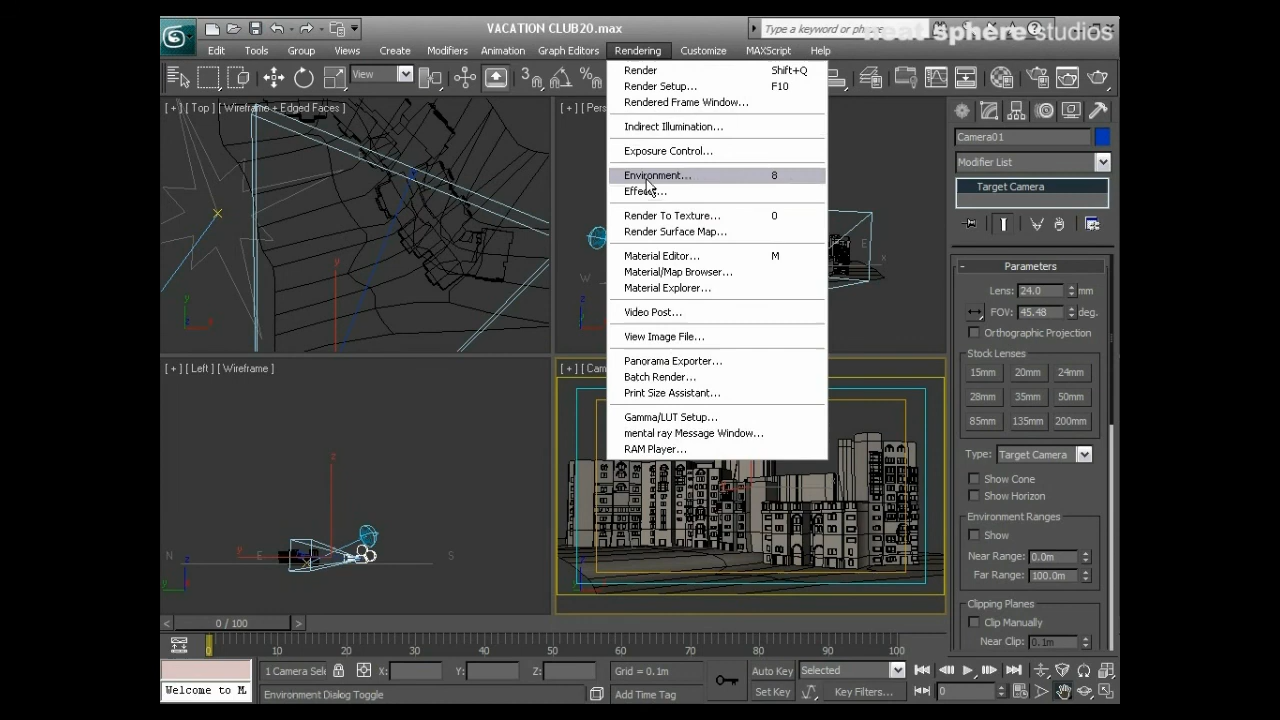 VACATION CLUB20.max
Type a keyword or phrase
neat sphere studios
Edit Tools Group Views Create Modifiers Animation Graph Editors Rendering Customize MAXScript Help
View
3
%
Render Shift+Q
Render Setup... F10
Rendered Frame Window...
Indirect Illumination...
Exposure Control...
Environment... 8
Effects...
Render To Texture... 0
Render Surface Map...
Material Editor... M
Material/Map Browser...
Material Explorer...
Video Post...
View Image File...
Panorama Exporter...
Batch Render...
Print Size Assistant...
Gamma/LUT Setup...
mental ray Message Window...
RAM Player...
[ + ] [ Top ] [ Wireframe + Edged Faces ]
[ + ] [ Pers
[ + ] [ Left ] [ Wireframe ]
[ + ] [ Cam
Camera01
Modifier List
Target Camera
- Parameters
Lens: 24.0 mm
FOV: 45.48 deg.
Orthographic Projection
Stock Lenses
15mm 20mm 24mm
28mm 35mm 50mm
85mm 135mm 200mm
Type: Target Camera
Show Cone
Show Horizon
Environment Ranges
Show
Near Range: 0.0m
Far Range: 100.0m
Clipping Planes
Clip Manually
Near Clip: 0.1m
W
E
x
y
z
N E S
y
< 0 / 100 >
0 10 20 30 40 50 60 70 80 90 100
1 Camera Sel X: Y: Z: Grid = 0.1m Auto Key Selected
Welcome to M Environment Dialog Toggle Add Time Tag Set Key Key Filters... 0